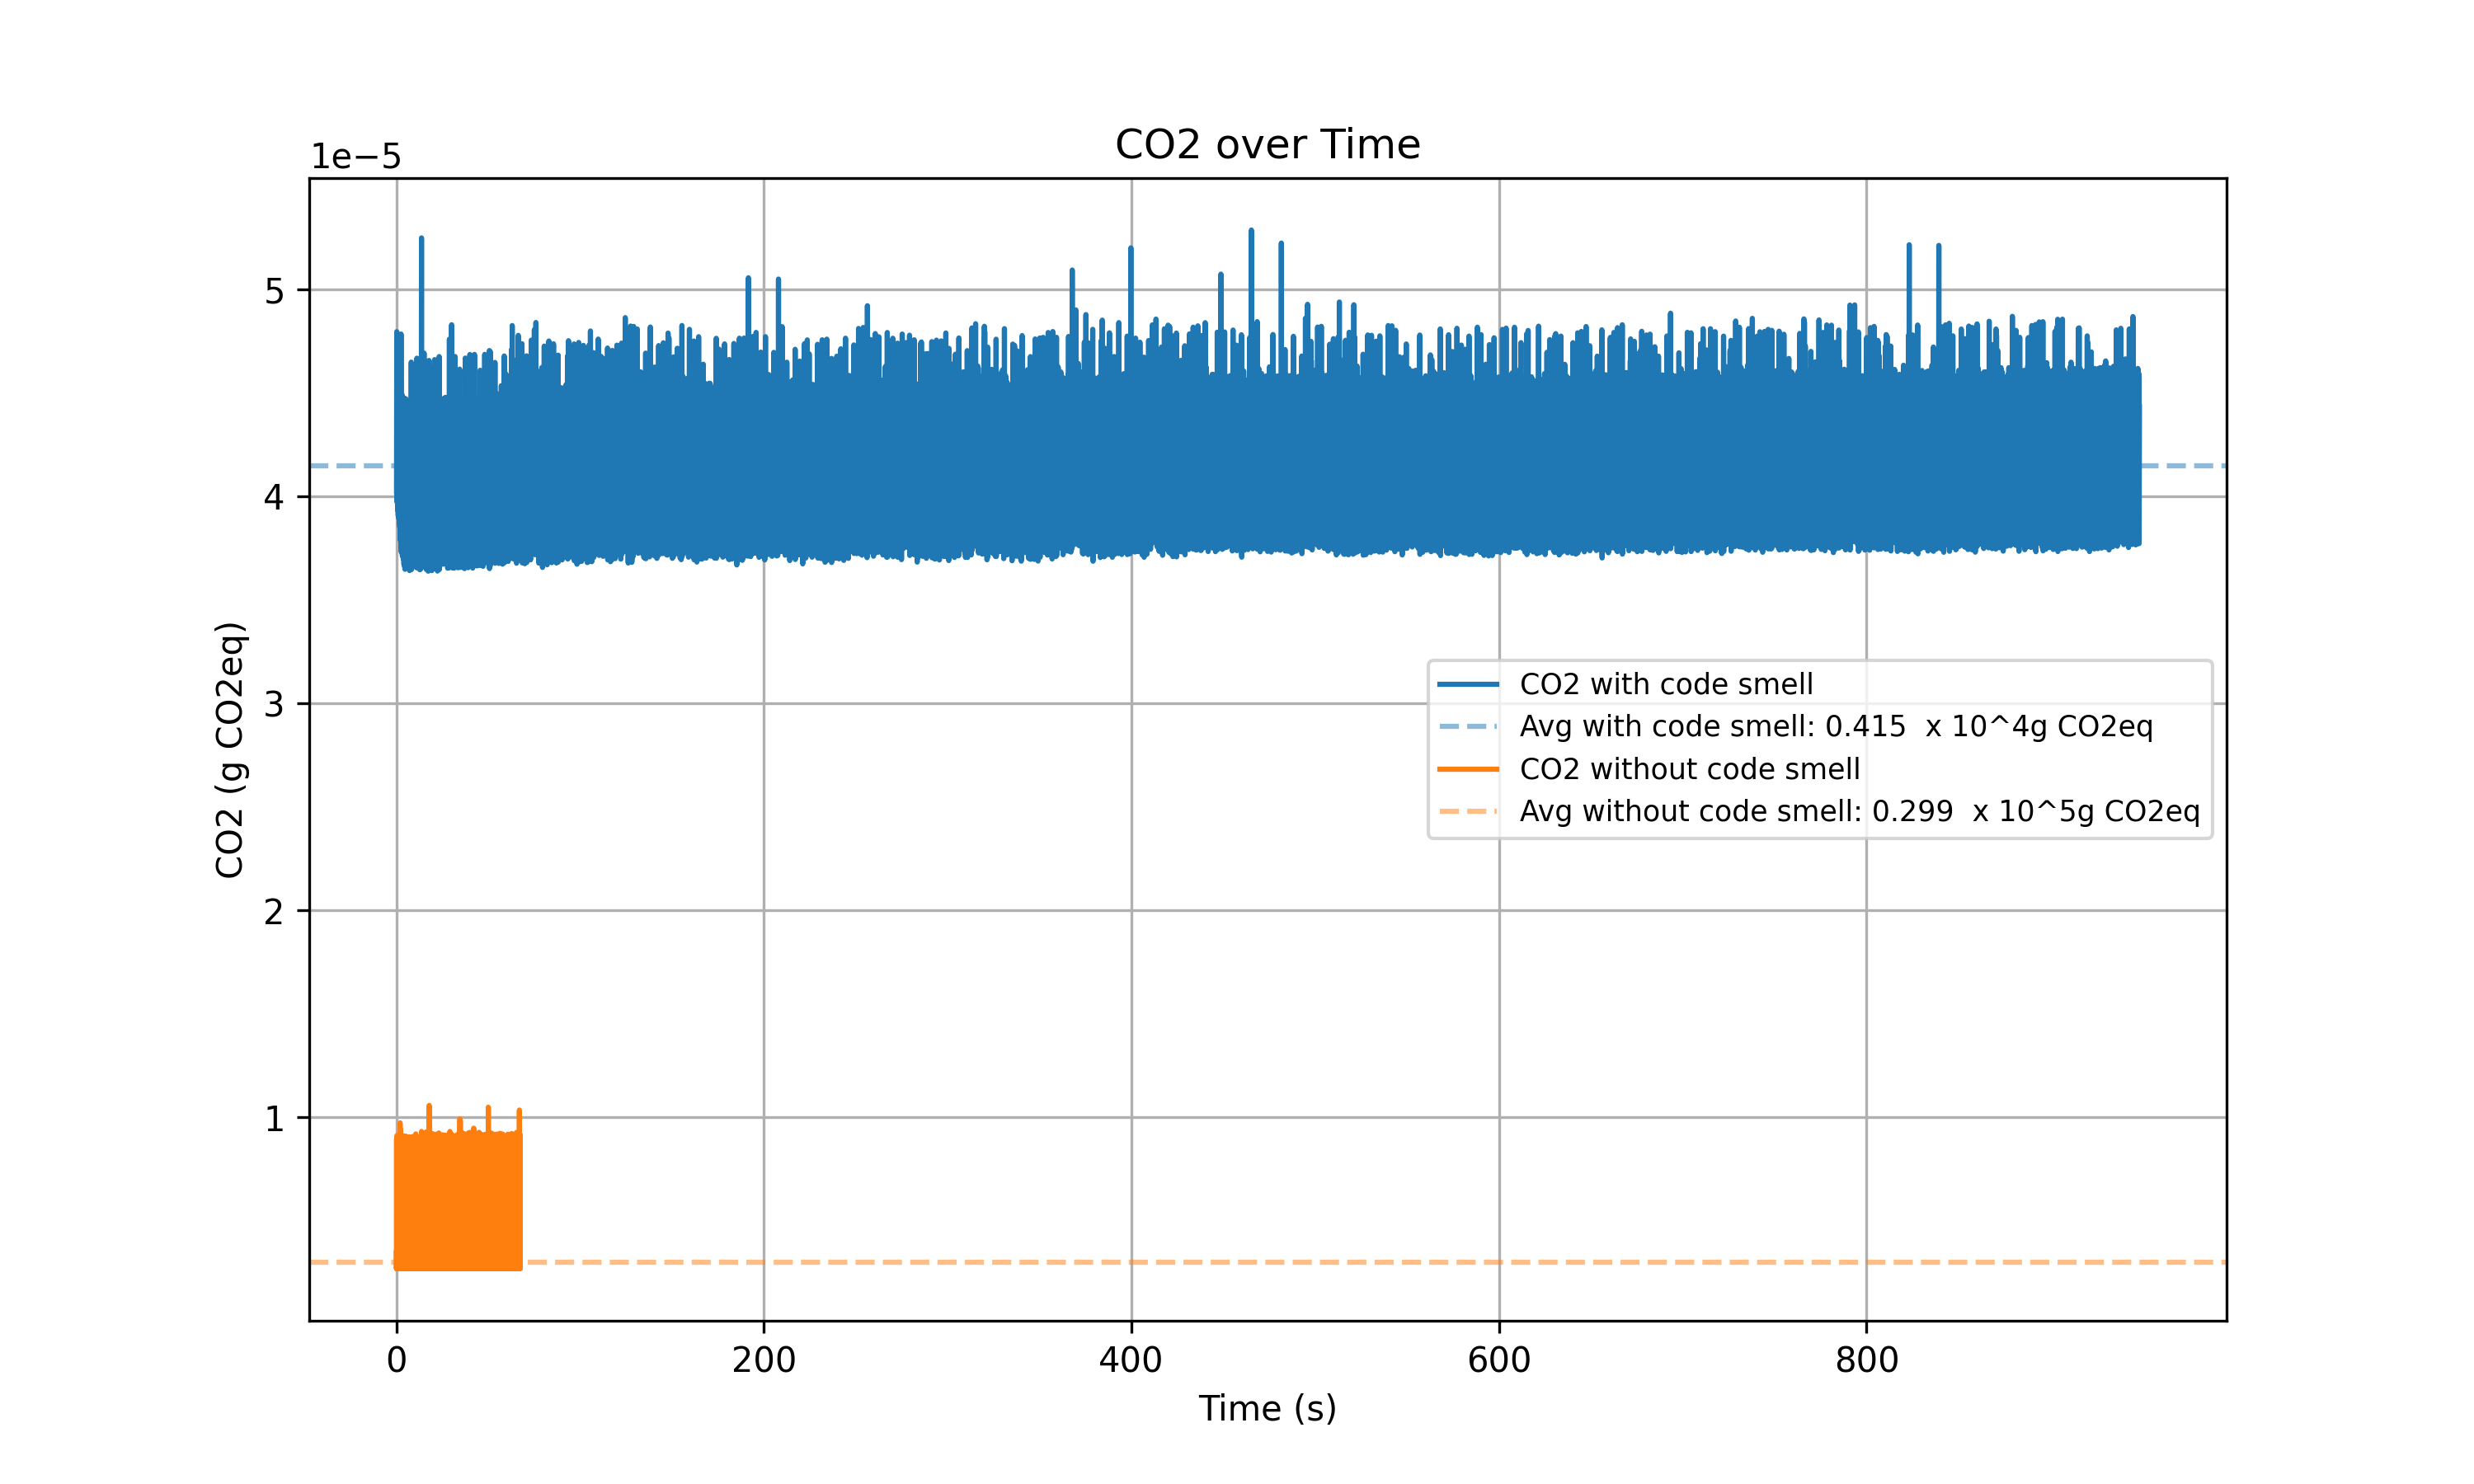 CO2 over Time
1e−5
5
4
3
2
1
CO2 (g CO2eq)
CO2 with code smell
Avg with code smell: 0.415  x 10^4g CO2eq
CO2 without code smell
Avg without code smell: 0.299  x 10^5g CO2eq
0 200 400 600 800
Time (s)